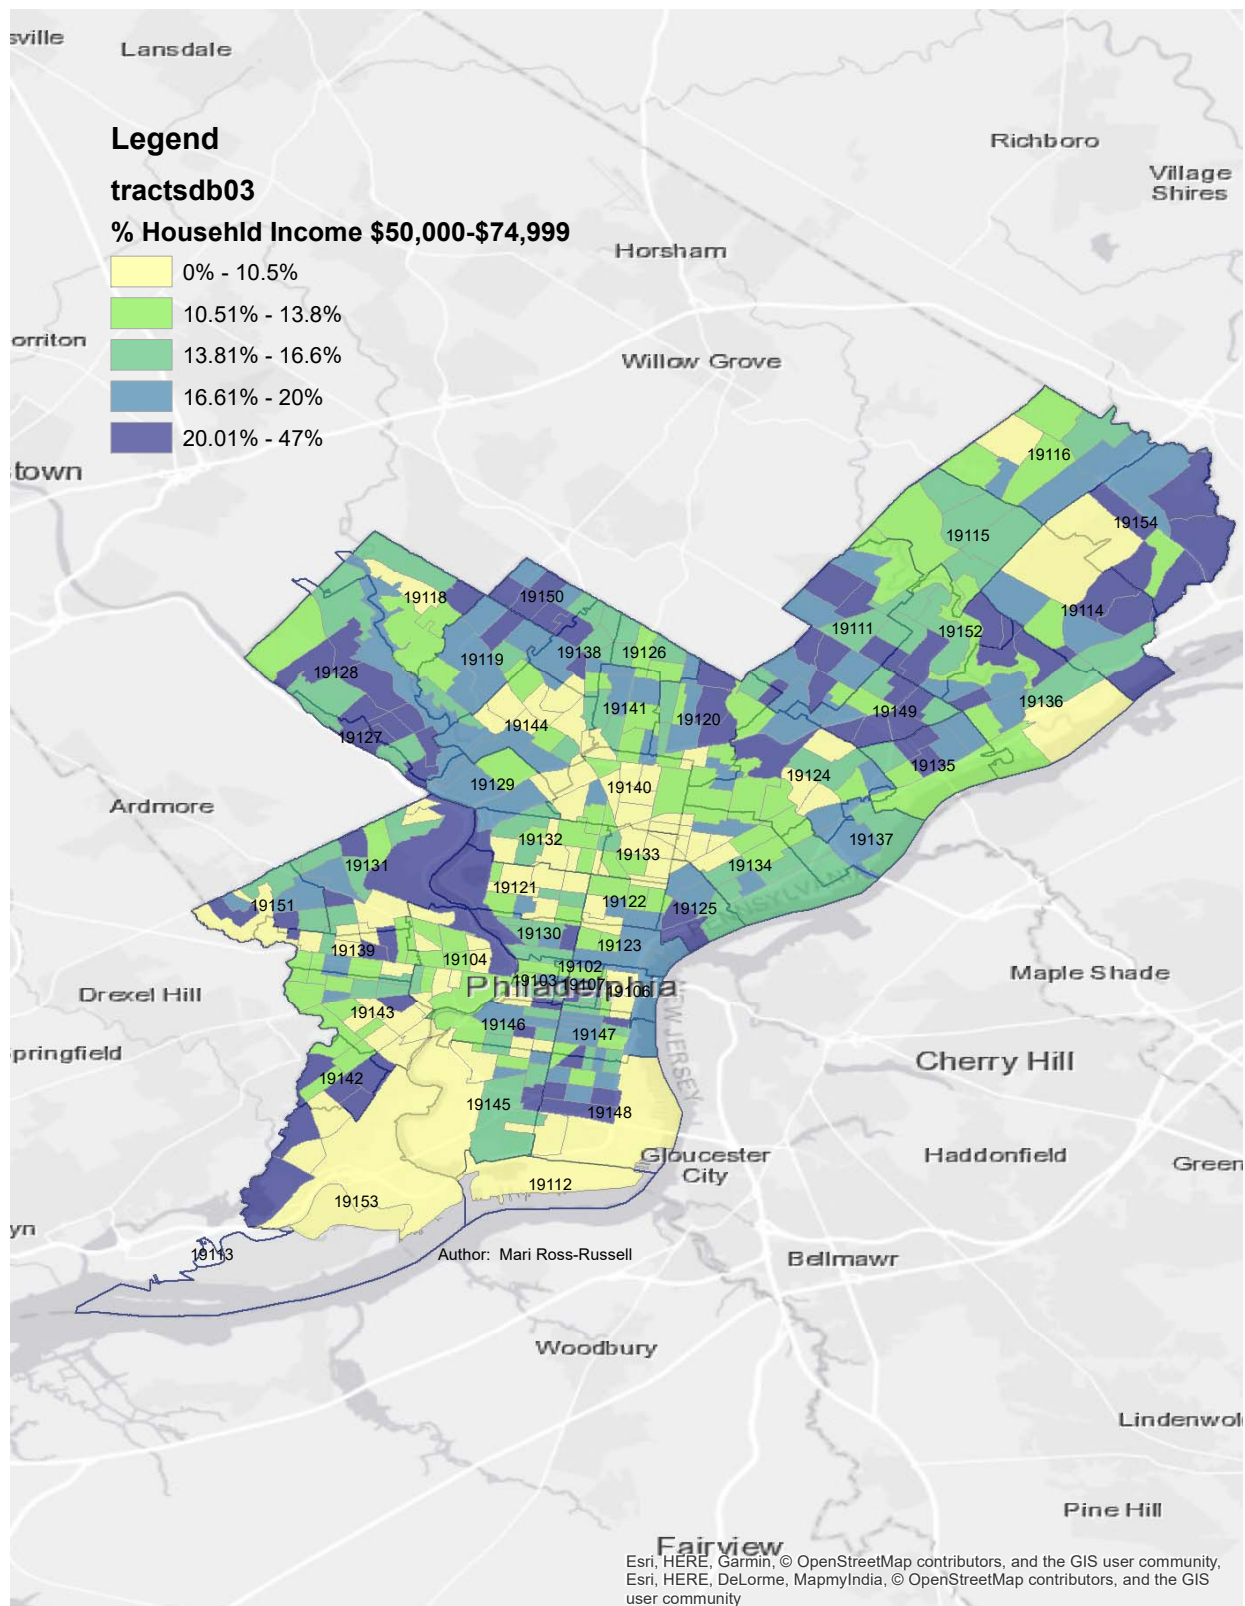 sville
Lansdale
Legend
tractsdb03
% Househld Income $50,000-$74,999
0% - 10.5%
10.51% - 13.8%
13.81% - 16.6%
16.61% - 20%
20.01% - 47%
Richboro
Village
Shires
Horsham
orriton
Willow Grove
town
19116
19154
19115
19118
19150
19114
19111
19152
19119
19138
19126
19128
19136
19141
19149
19144
19120
19127
19135
19124
19129
19140
Ardmore
19132
19137
19133
19131
19134
PENNSYLVANIA
19121
19122
19151
19125
19130
19123
19139
19104
19102
19103
19107
19106
Philadelphia
Maple Shade
Drexel Hill
19143
19146
19147
NEW JERSEY
pringfield
Cherry Hill
19142
19145
19148
Gloucester
City
Haddonfield
Green
19112
19153
yn
19113
Author:  Mari Ross-Russell
Bellmawr
Woodbury
Lindenwol
Pine Hill
Fairview
Esri, HERE, Garmin, © OpenStreetMap contributors, and the GIS user community,
Esri, HERE, DeLorme, MapmyIndia, © OpenStreetMap contributors, and the GIS
user community